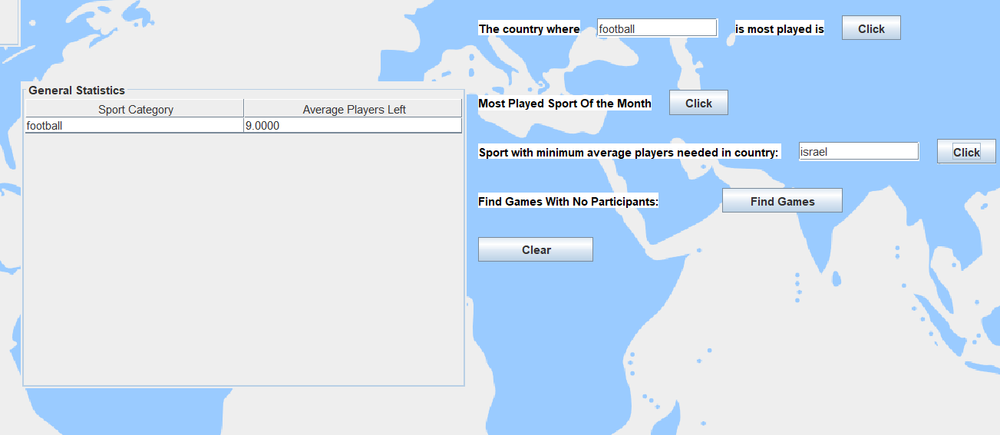 The country where football is most played is Click
General Statistics
Sport Category Average Players Left
football 9.0000
Most Played Sport Of the Month Click
Sport with minimum average players needed in country: israel Click
Find Games With No Participants: Find Games
Clear